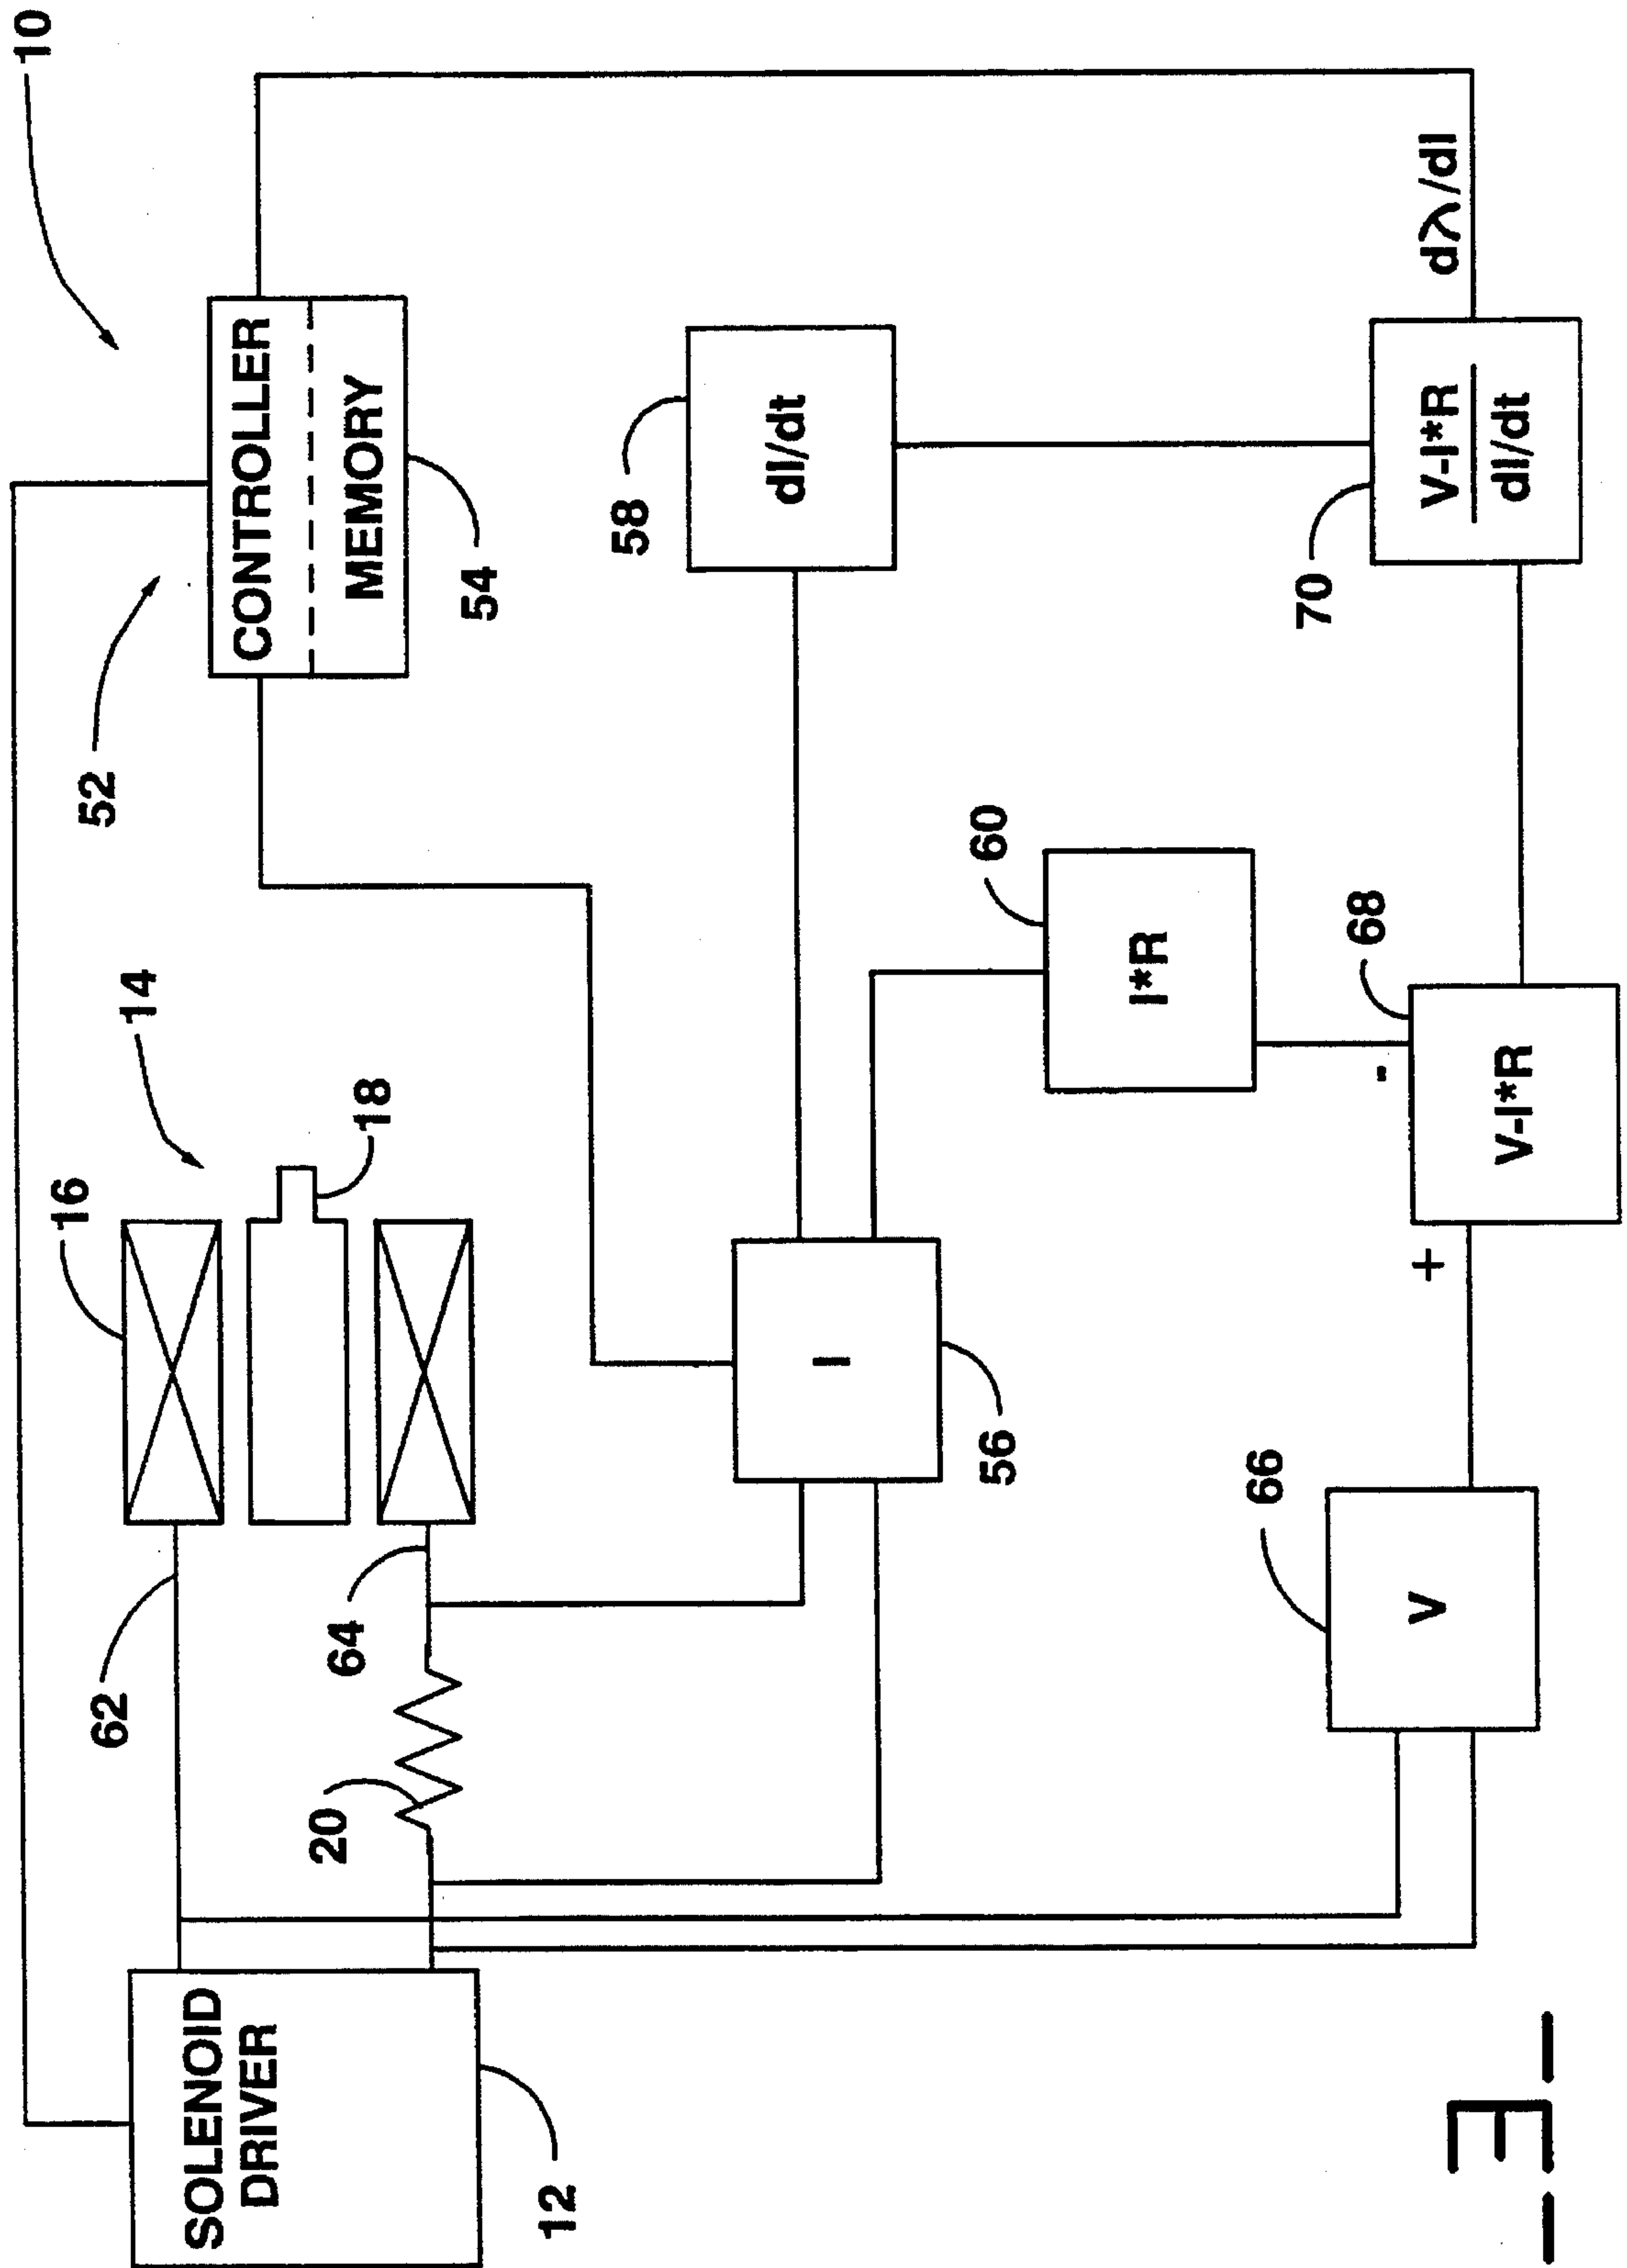 10
SOLENOID
DRIVER
12
62
16
14
18
20
64
52
CONTROLLER
MEMORY
54
I
56
58
dI/dt
60
I*R
66
V
+
-
68
V-I*R
70
V-I*R
dI/dt
dλ/dI